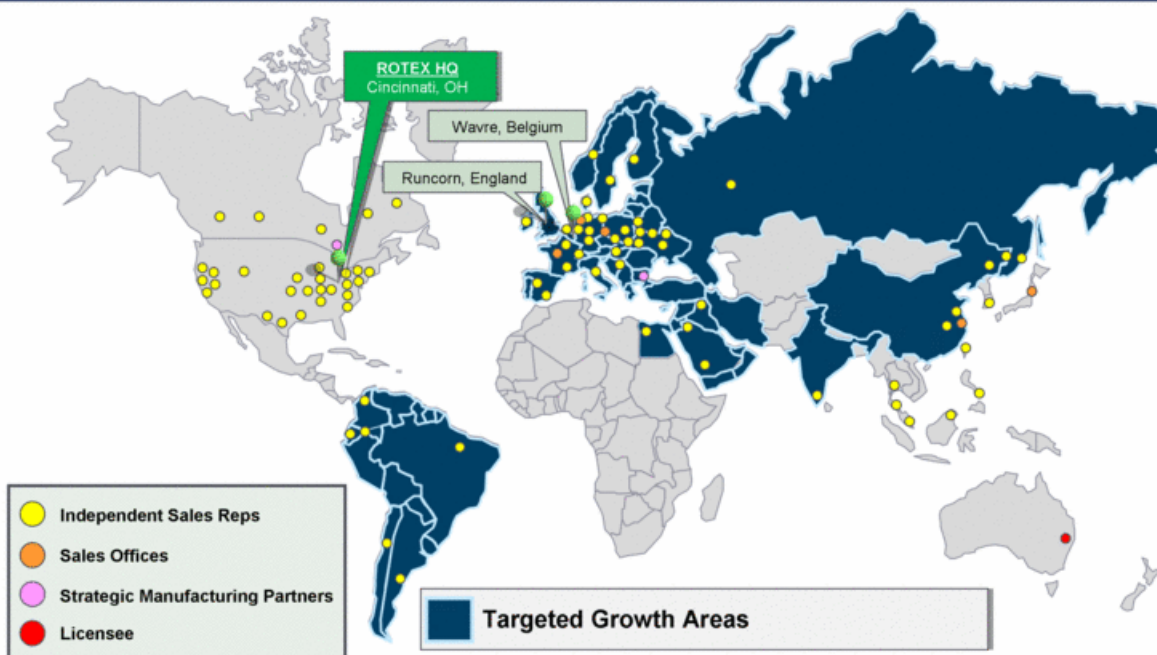 ROTEX HQ
Cincinnati, OH
Wavre, Belgium
Runcorn, England
Independent Sales Reps
Sales Offices
Strategic Manufacturing Partners
Licensee
Targeted Growth Areas